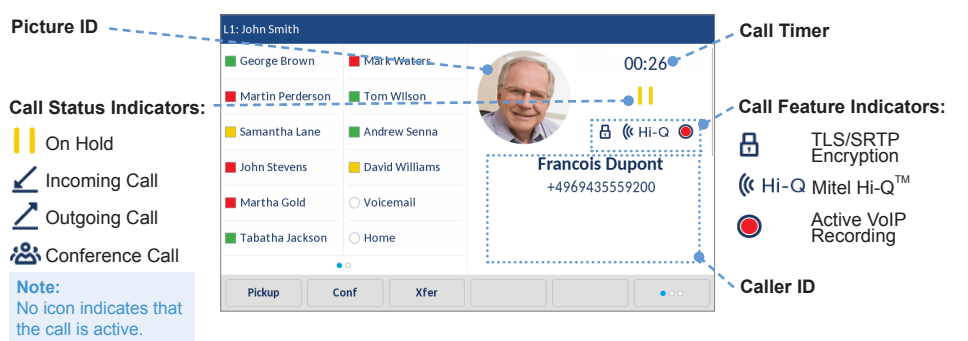 Picture ID
Call Status Indicators:
On Hold
Incoming Call
Outgoing Call
Conference Call
Note:
No icon indicates that
the call is active.
L1: John Smith
George Brown
Mark Waters
Martin Perderson
Tom WIlson
Samantha Lane
Andrew Senna
John Stevens
David Williams
Martha Gold
Voicemail
Tabatha Jackson
Home
00:26
Hi-Q
Francois Dupont
+4969435559200
Pickup
Conf
Xfer
Call Timer
Call Feature Indicators:
TLS/SRTP
Encryption
Hi-Q Mitel Hi-Q™
Active VoIP
Recording
Caller ID